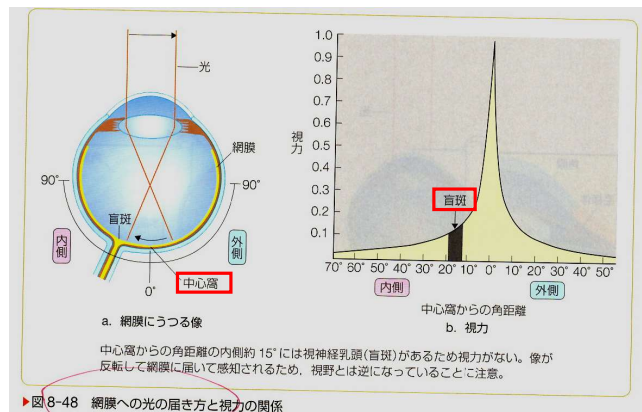 光
網膜
90°
90°
盲斑
内側
外側
中心窩
0°
a. 網膜にうつる像
1.0
0.9
0.8
0.7
0.6
0.5
0.4
0.3
0.2
0.1
視力
盲斑
70° 60° 50° 40° 30° 20° 10° 0° 10° 20° 30° 40° 50°
内側
外側
中心窩からの角距離
b. 視力
中心窩からの角距離の内側約 15°には視神経乳頭(盲斑)があるため視力がない。像が
反転して網膜に届いて感知されるため,視野とは逆になっていることに注意。
▶図8-48 網膜への光の届き方と視力の関係